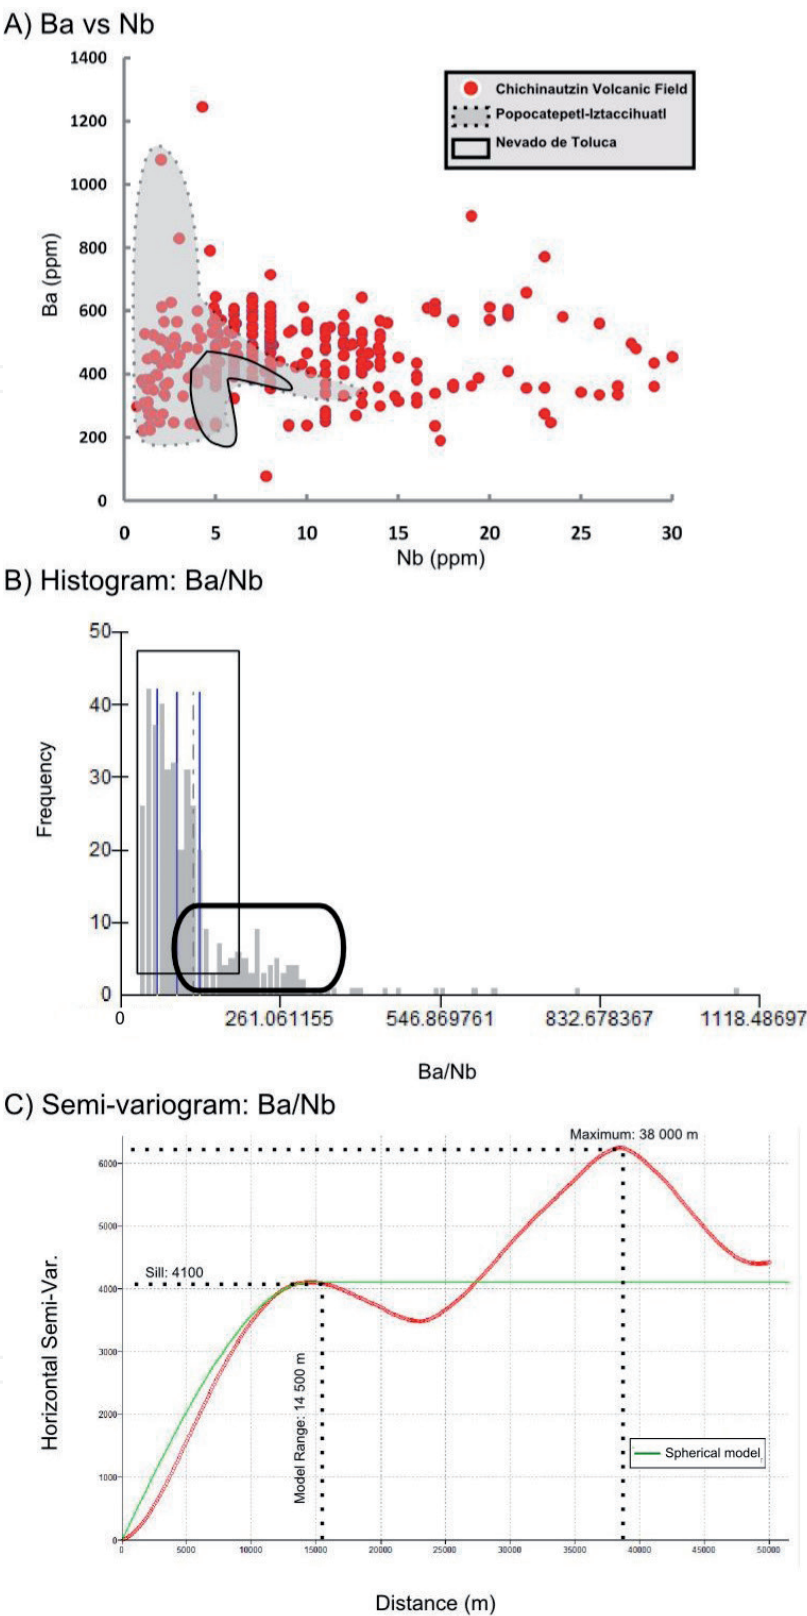 A) Ba vs Nb
1400
1200
1000
800
600
400
200
0
Ba (ppm)
Chichinautzin Volcanic Field
Popocatepetl-Iztaccihuatl
Nevado de Toluca
0 5 10 15 20 25 30
Nb (ppm)
B) Histogram: Ba/Nb
50
40
30
20
10
0
Frequency
0 261.061155 546.869761 832.678367 1118.48697
Ba/Nb
C) Semi-variogram: Ba/Nb
Maximum: 38 000 m
6000
5000
Sill: 4100
4000
3000
2000
1000
0
Horizontal Semi-Var.
Model Range: 14 500 m
Spherical model
0 5000 10000 15000 20000 25000 30000 35000 40000 45000 50000
Distance (m)